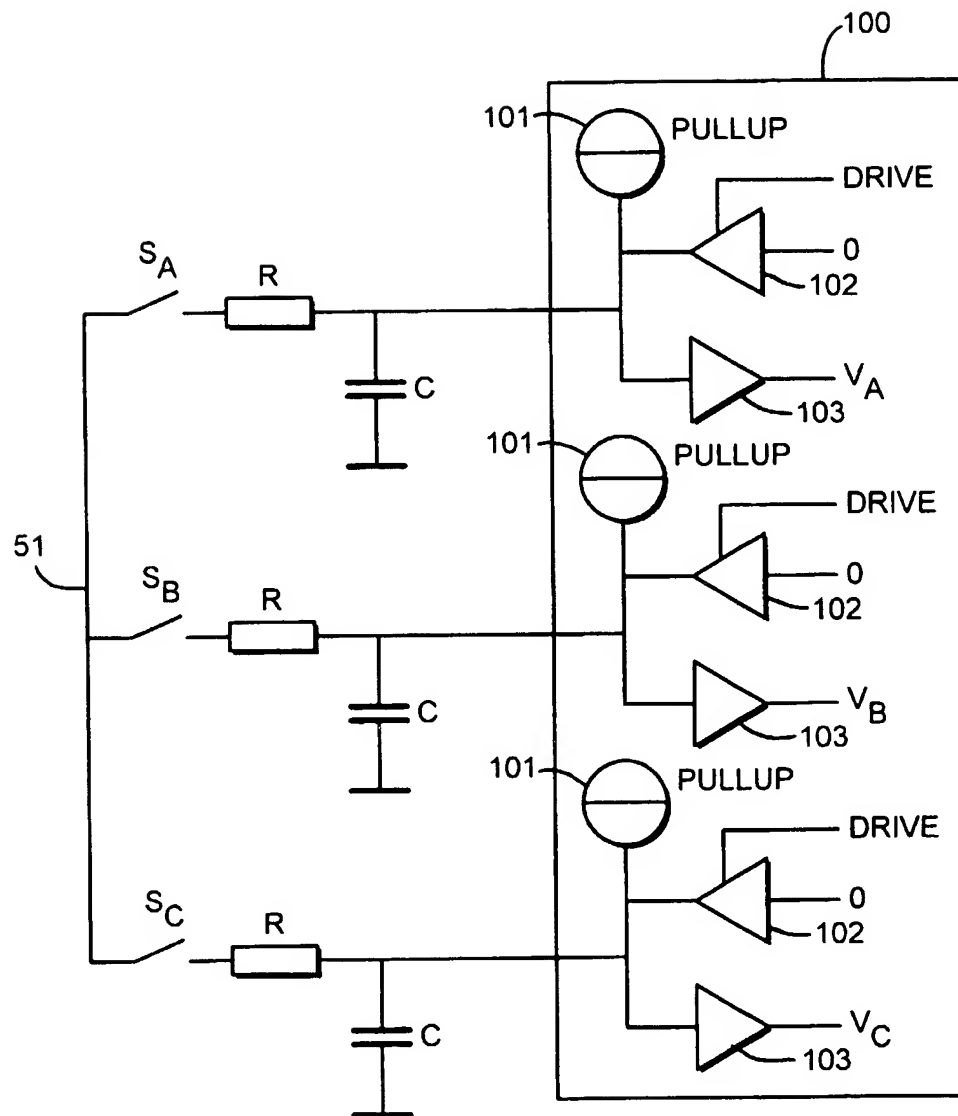 100
101 PULLUP
DRIVE
0
102
S_A R
C
V_A
103
101 PULLUP
DRIVE
0
102
51
S_B R
C
V_B
103
101 PULLUP
DRIVE
0
102
S_C R
C
V_C
103